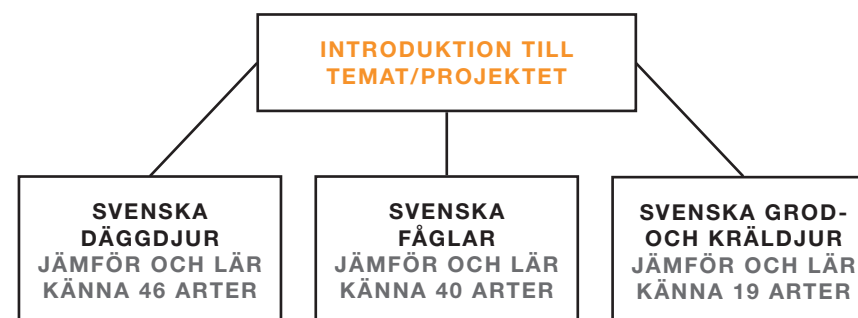 INTRODUKTION TILL
TEMAT/PROJEKTET
SVENSKA
DÄGGDJUR
JÄMFÖR OCH LÄR
KÄNNA 46 ARTER
SVENSKA
FÅGLAR
JÄMFÖR OCH LÄR
KÄNNA 40 ARTER
SVENSKA GROD-
OCH KRÄLDJUR
JÄMFÖR OCH LÄR
KÄNNA 19 ARTER